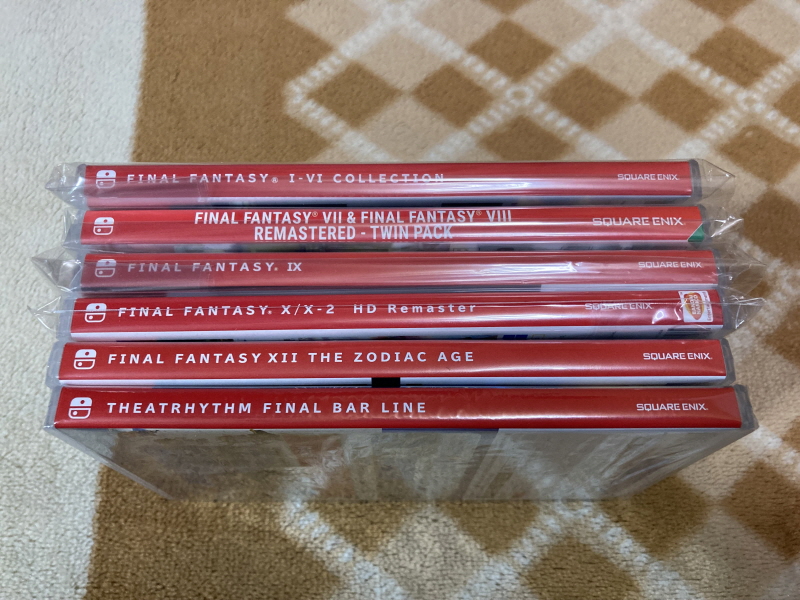 FINAL FANTASY® I-VI COLLECTION SQUARE ENIX
FINAL FANTASY® VII & FINAL FANTASY® VIII
REMASTERED - TWIN PACK SQUARE ENIX
FINAL FANTASY® IX SQUARE ENIX
FINAL FANTASY® X/X-2 HD Remaster SQUARE ENIX
FINAL FANTASY XII THE ZODIAC AGE SQUARE ENIX
THEATRHYTHM FINAL BAR LINE SQUARE ENIX